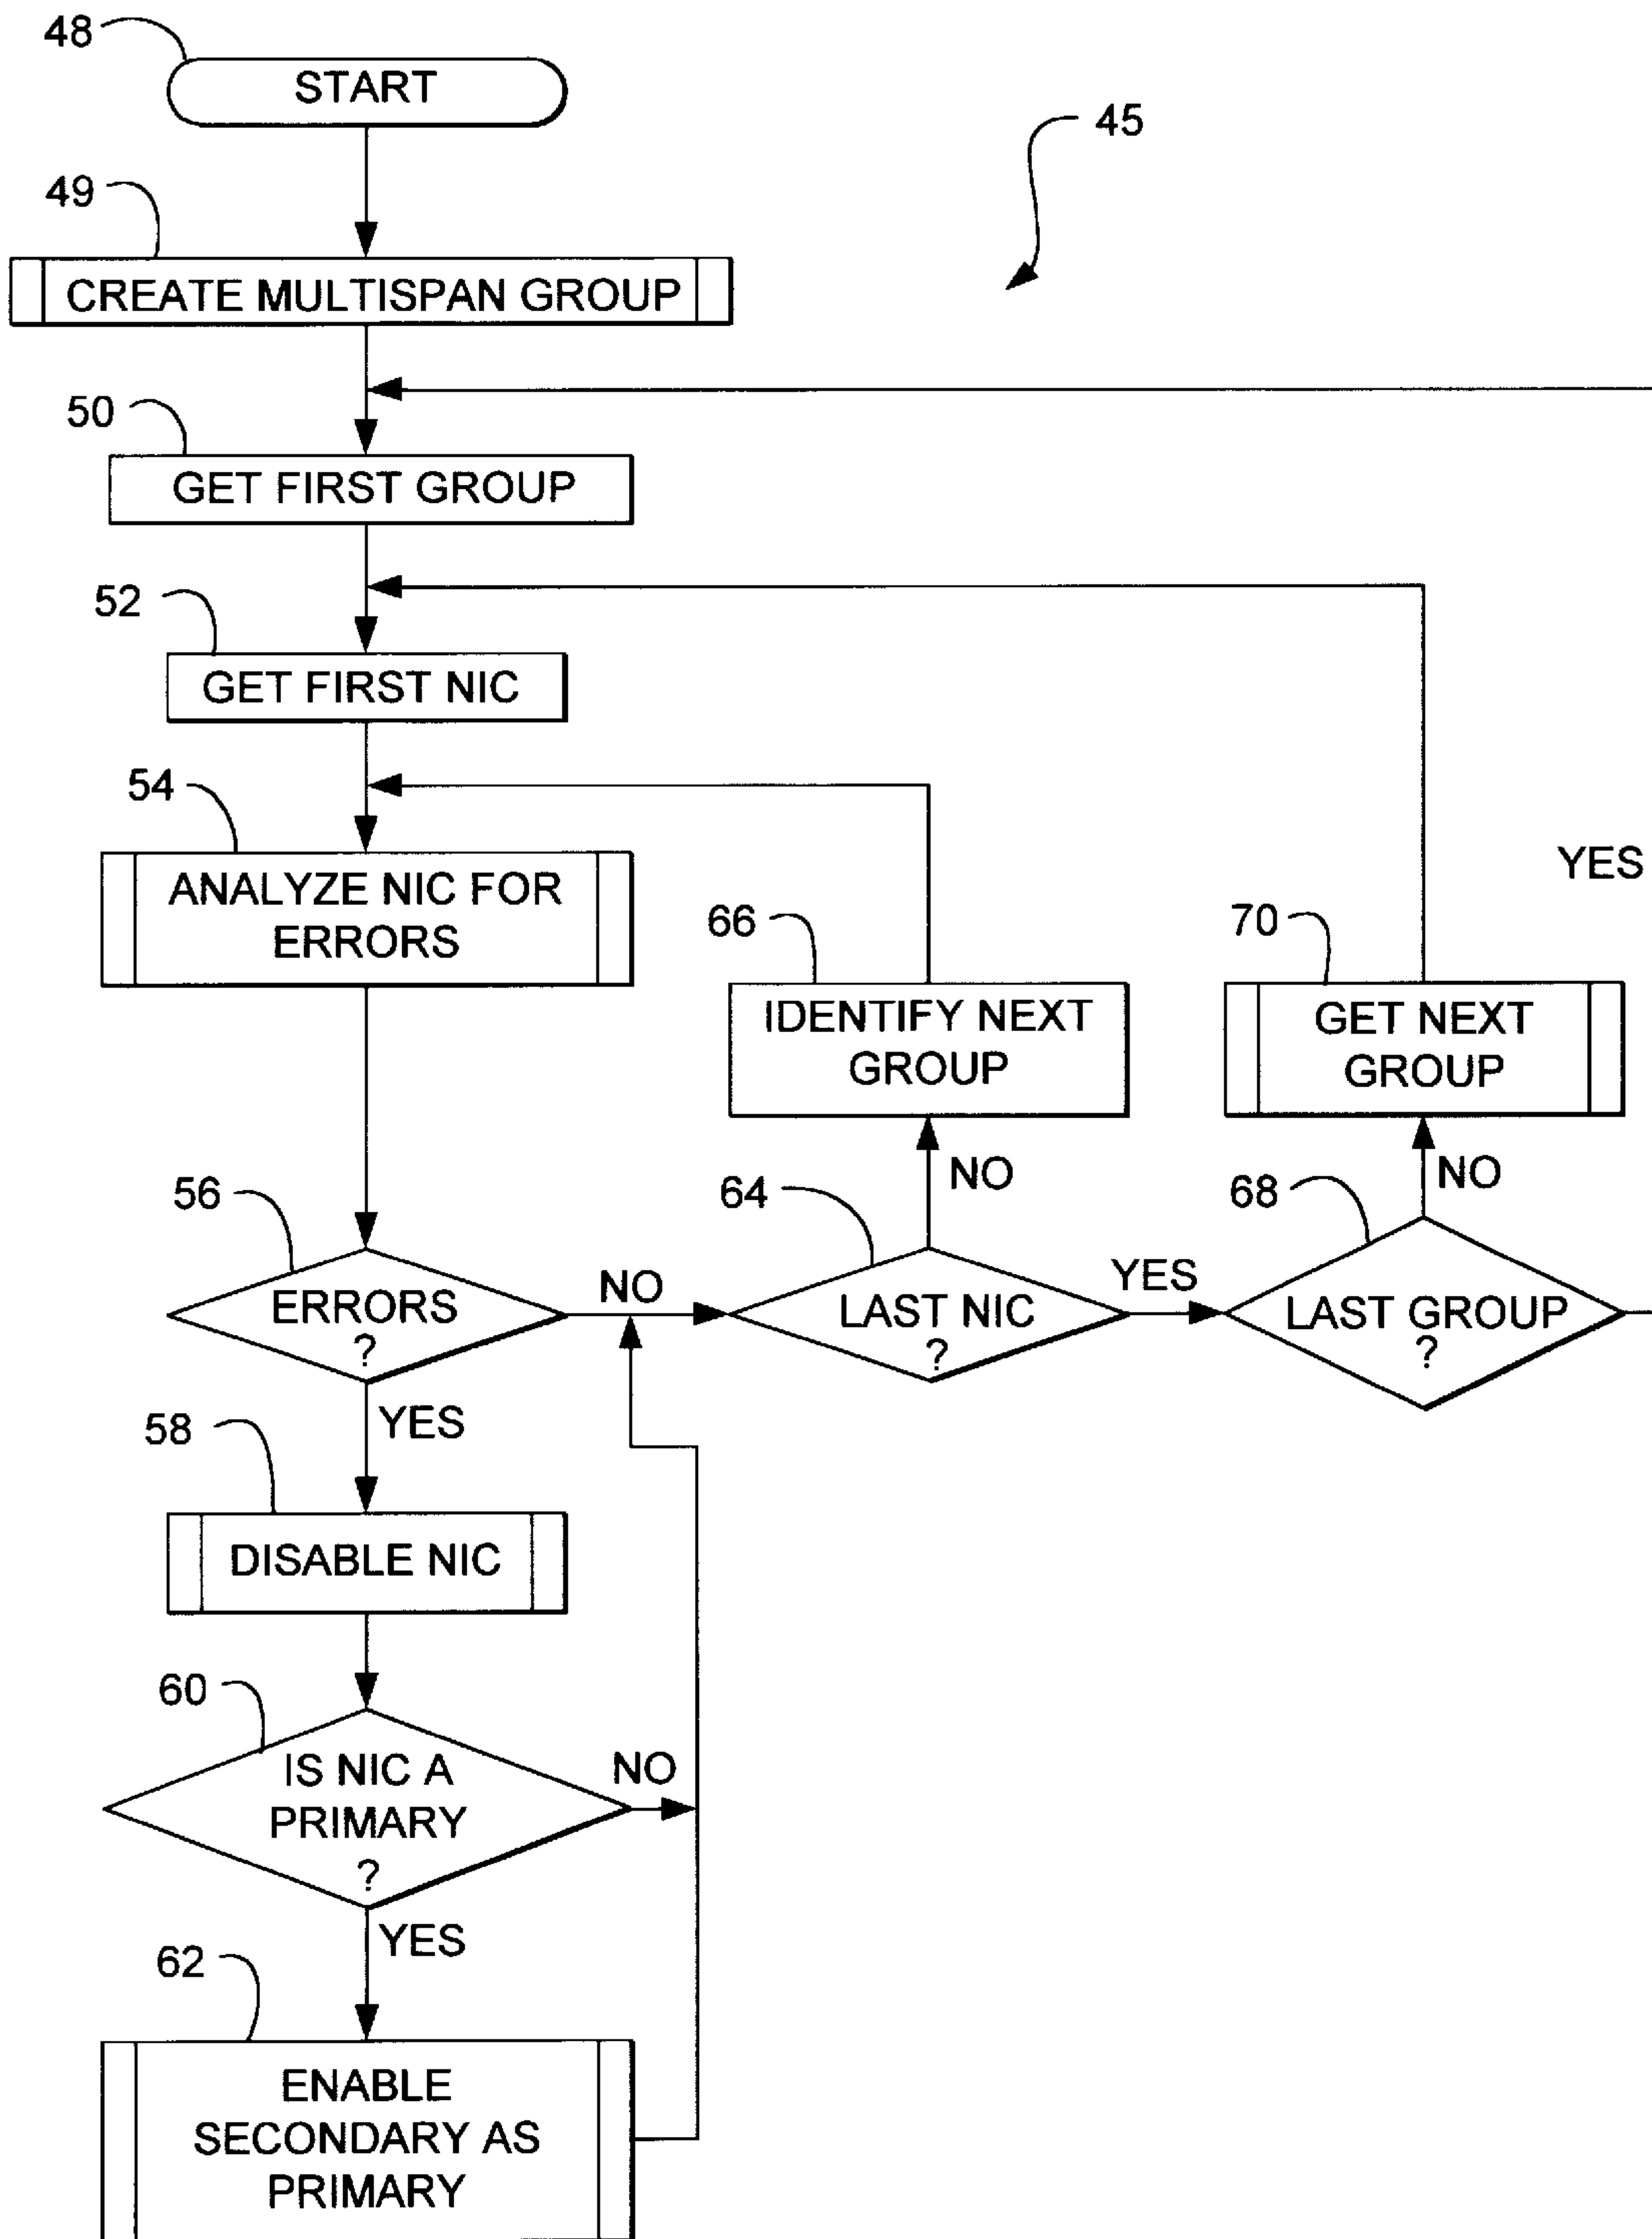 48
START
45
49
CREATE MULTISPAN GROUP
50
GET FIRST GROUP
52
GET FIRST NIC
54
ANALYZE NIC FOR
ERRORS
YES
66
IDENTIFY NEXT
GROUP
70
GET NEXT
GROUP
NO
NO
56
ERRORS
?
NO
64
LAST NIC
?
YES
68
LAST GROUP
?
YES
58
DISABLE NIC
60
IS NIC A
PRIMARY
?
NO
YES
62
ENABLE
SECONDARY AS
PRIMARY